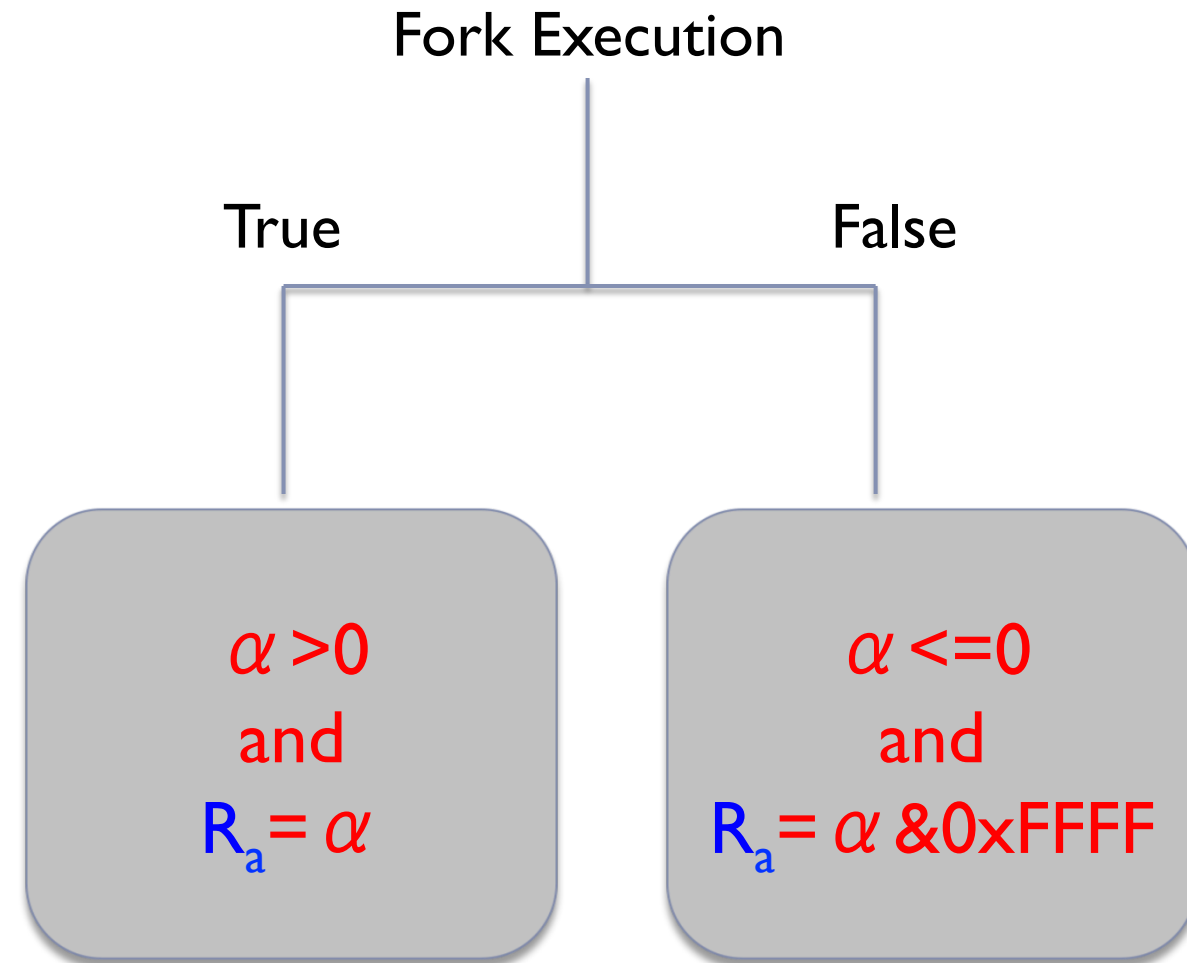 Fork Execution
True
False
α >0
and
Rₐ= α
α <=0
and
Rₐ= α &0xFFFF